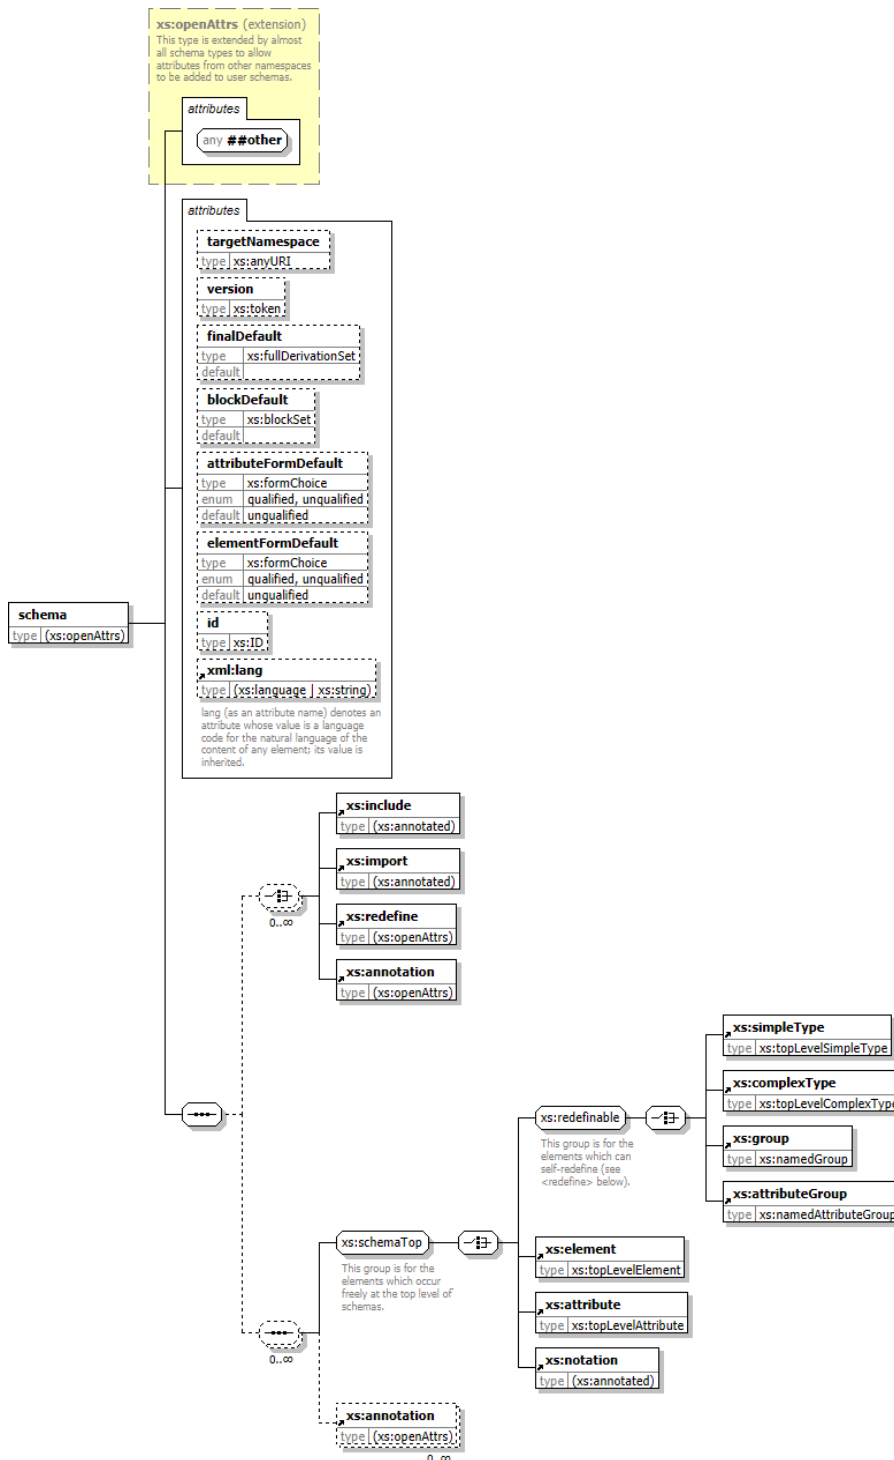 xs:openAttrs (extension)
This type is extended by almost
all schema types to allow
attributes from other namespaces
to be added to user schemas.
attributes
any ##other
attributes
targetNamespace
type xs:anyURI
version
type xs:token
finalDefault
type xs:fullDerivationSet
default
blockDefault
type xs:blockSet
default
attributeFormDefault
type xs:formChoice
enum qualified, unqualified
default unqualified
elementFormDefault
type xs:formChoice
enum qualified, unqualified
default unqualified
schema
type (xs:openAttrs)
id
type xs:ID
xml:lang
type (xs:language | xs:string)
lang (as an attribute name) denotes an
attribute whose value is a language
code for the natural language of the
content of any element; its value is
inherited.
xs:include
type (xs:annotated)
xs:import
type (xs:annotated)
0..∞
xs:redefine
type (xs:openAttrs)
xs:annotation
type (xs:openAttrs)
xs:simpleType
type xs:topLevelSimpleType
xs:complexType
type xs:topLevelComplexType
xs:redefinable
This group is for the
elements which can
self-redefine (see
<redefine> below).
xs:group
type xs:namedGroup
xs:attributeGroup
type xs:namedAttributeGroup
xs:schemaTop
This group is for the
elements which occur
freely at the top level of
schemas.
xs:element
type xs:topLevelElement
xs:attribute
type xs:topLevelAttribute
0..∞
xs:notation
type (xs:annotated)
xs:annotation
type (xs:openAttrs)
0..∞